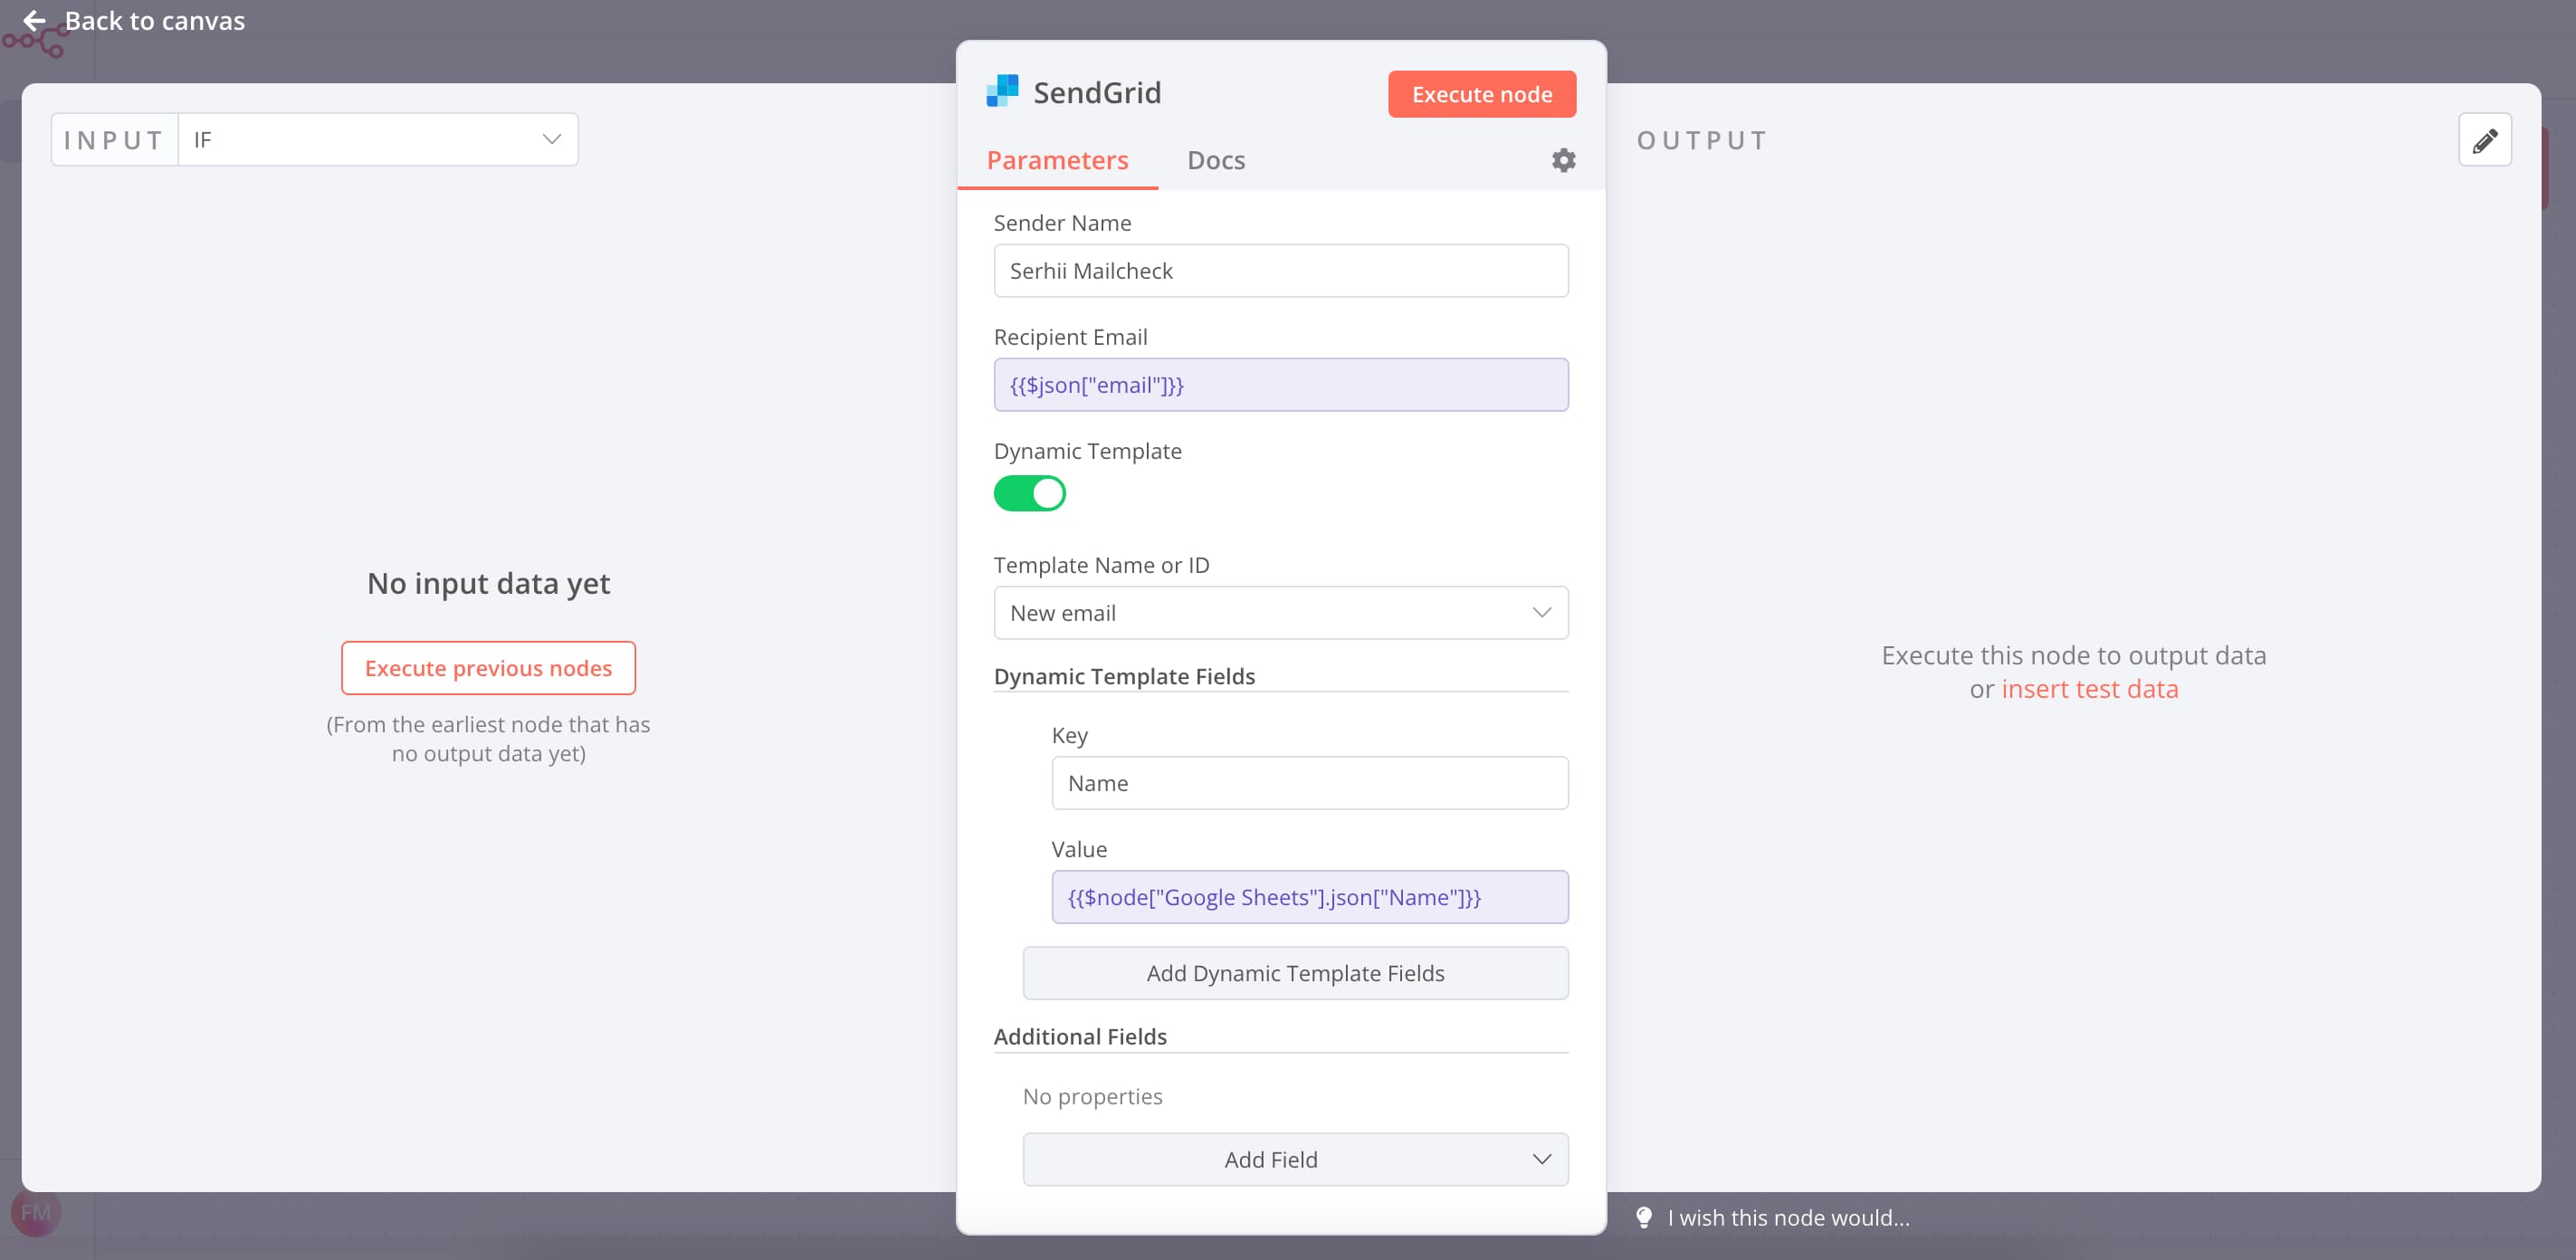 Back to canvas
INPUT
IF
No input data yet
Execute previous nodes
(From the earliest node that has
no output data yet)
SendGrid
Execute node
Parameters
Docs
Sender Name
Serhii Mailcheck
Recipient Email
{{$json["email"]}}
Dynamic Template
Template Name or ID
New email
Dynamic Template Fields
Key
Name
Value
{{$node["Google Sheets"].json["Name"]}}
Add Dynamic Template Fields
Additional Fields
No properties
Add Field
OUTPUT
Execute this node to output data
or insert test data
I wish this node would...
FM